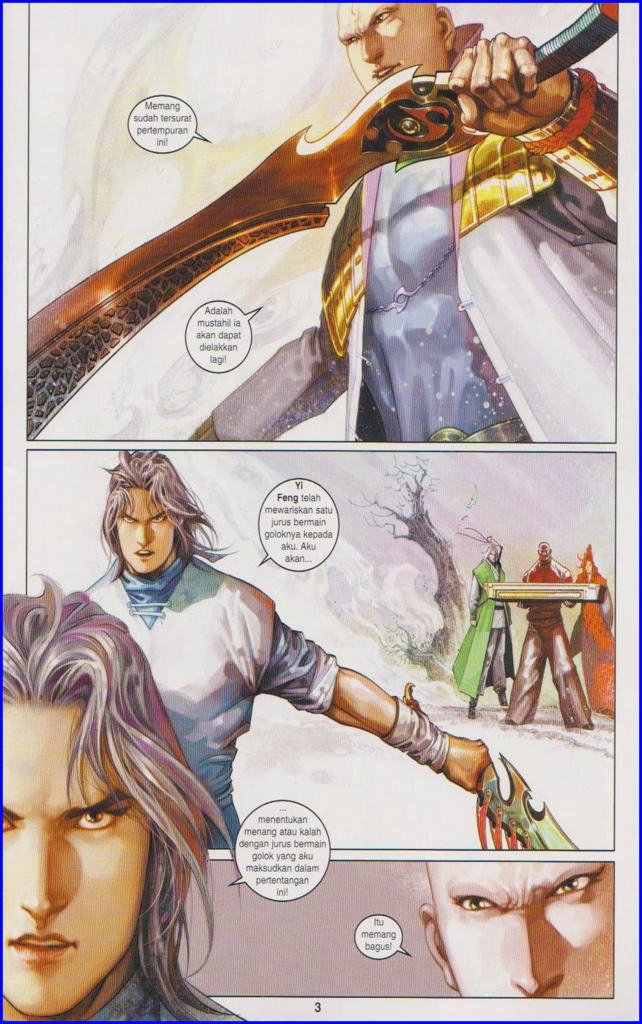 Memang
sudah tersurat
pertempuran
ini!
Adalah
mustahil ia
akan dapat
dielakkan
lagi!
Yi
Feng telah
mewariskan satu
jurus bermain
goloknya kepada
aku. Aku
akan...
...
menentukan
menang atau kalah
dengan jurus bermain
golok yang aku
maksudkan dalam
pertentangan
ini!
Itu
memang
bagus!
3